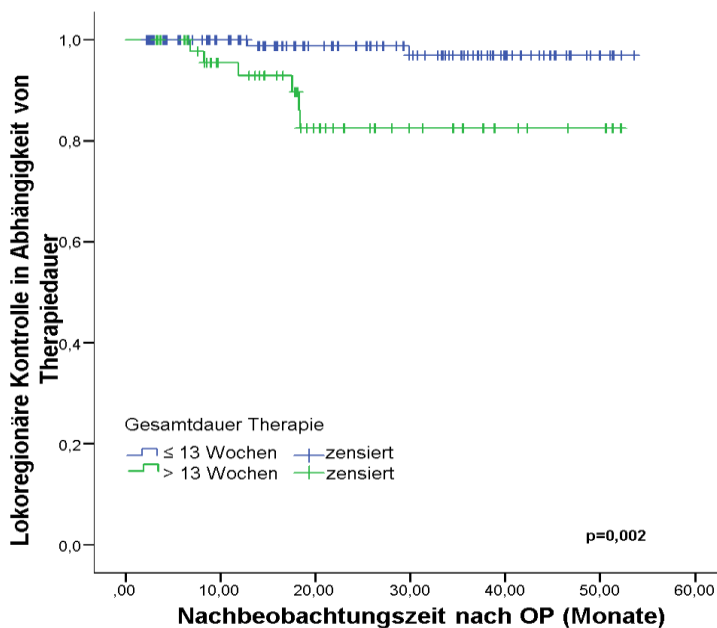 Lokoregionäre Kontrolle in Abhängigkeit von
Therapiedauer
1,0
0,8
0,6
0,4
0,2
0,0
Gesamtdauer Therapie
≤ 13 Wochen zensiert
> 13 Wochen zensiert
p=0,002
,00 10,00 20,00 30,00 40,00 50,00 60,00
Nachbeobachtungszeit nach OP (Monate)